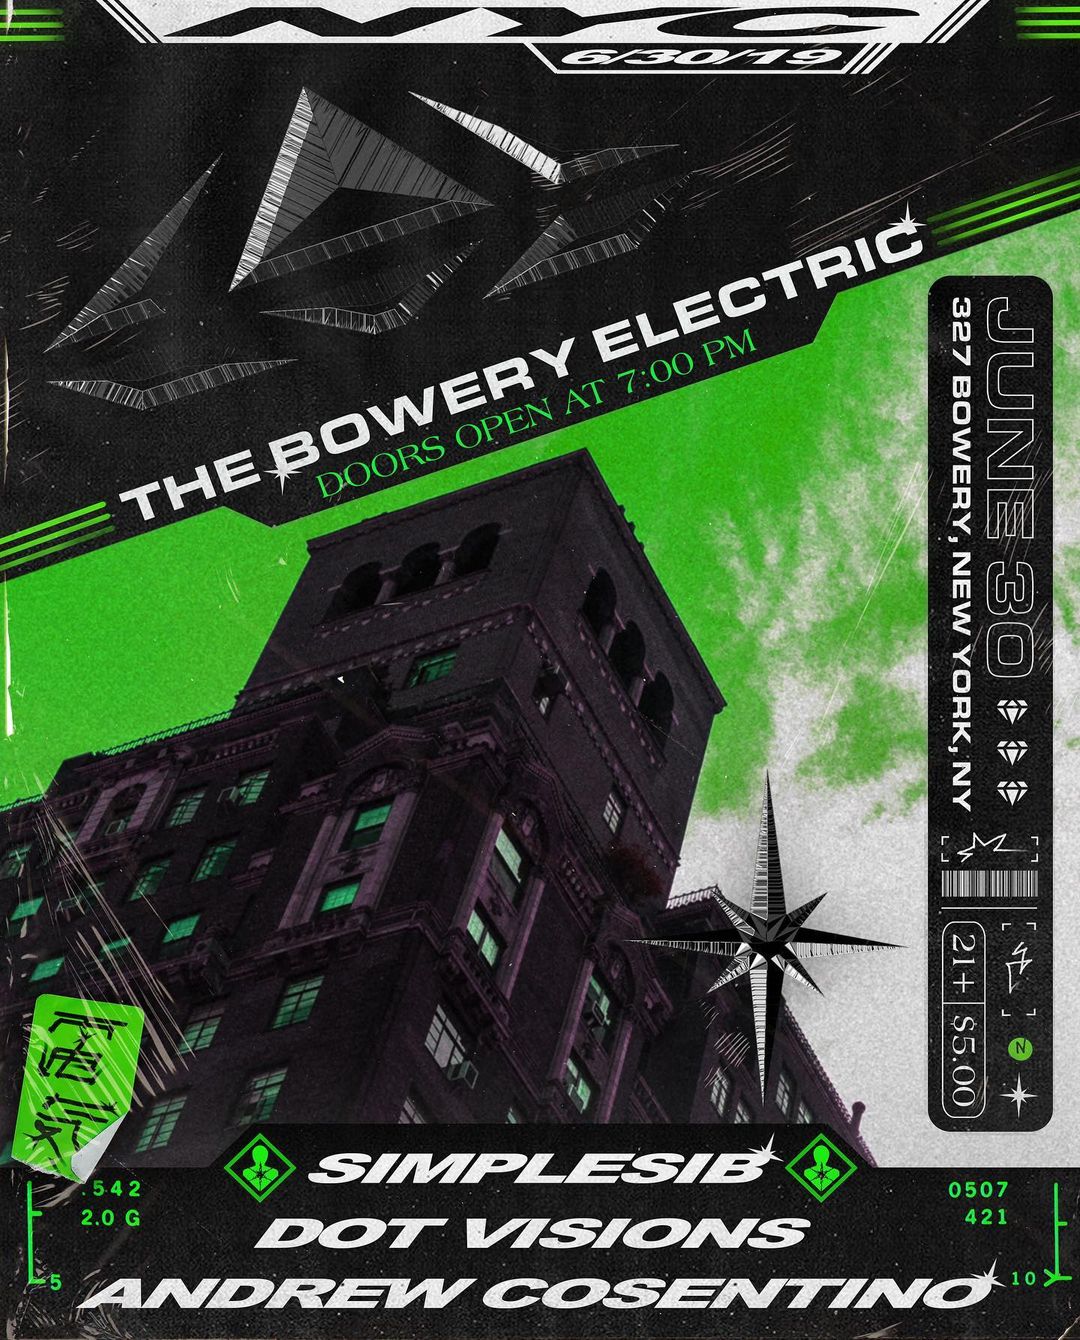 NYC
6/30/19
THE BOWERY ELECTRIC
DOORS OPEN AT 7:00 PM
JUNE 30
327 BOWERY, NEW YORK, NY
21+ $5.00
N
SIMPLESIB
DOT VISIONS
ANDREW COSENTINO
.542
2.0 G
5
0507
421
10